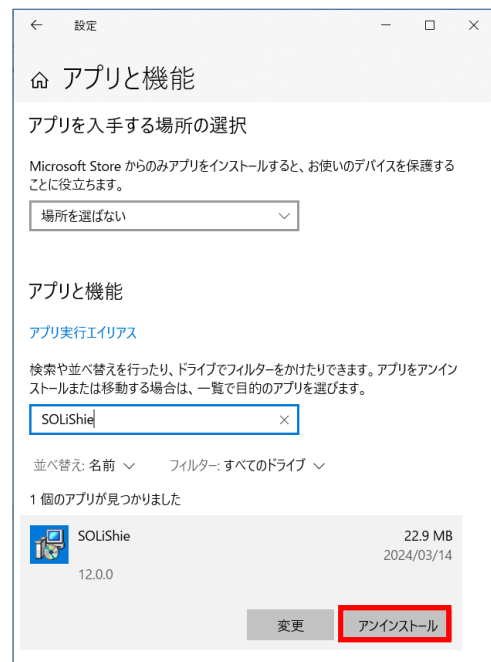 設定
アプリと機能
アプリを入手する場所の選択
Microsoft Store からのみアプリをインストールすると、お使いのデバイスを保護する
ことに役立ちます。
場所を選ばない
アプリと機能
アプリ実行エイリアス
検索や並べ替えを行ったり、ドライブでフィルターをかけたりできます。アプリをアンイン
ストールまたは移動する場合は、一覧で目的のアプリを選びます。
SOLiShie
並べ替え: 名前 フィルター: すべてのドライブ
1 個のアプリが見つかりました
SOLiShie 22.9 MB
2024/03/14
12.0.0
変更 アンインストール